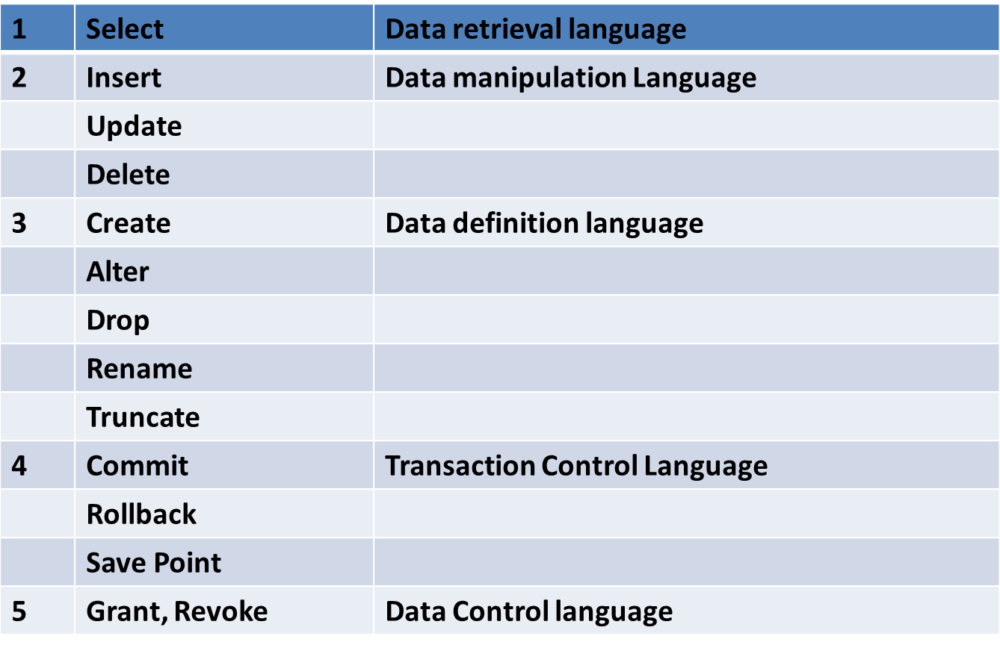 1 Select Data retrieval language
2 Insert Data manipulation Language
Update
Delete
3 Create Data definition language
Alter
Drop
Rename
Truncate
4 Commit Transaction Control Language
Rollback
Save Point
5 Grant, Revoke Data Control language